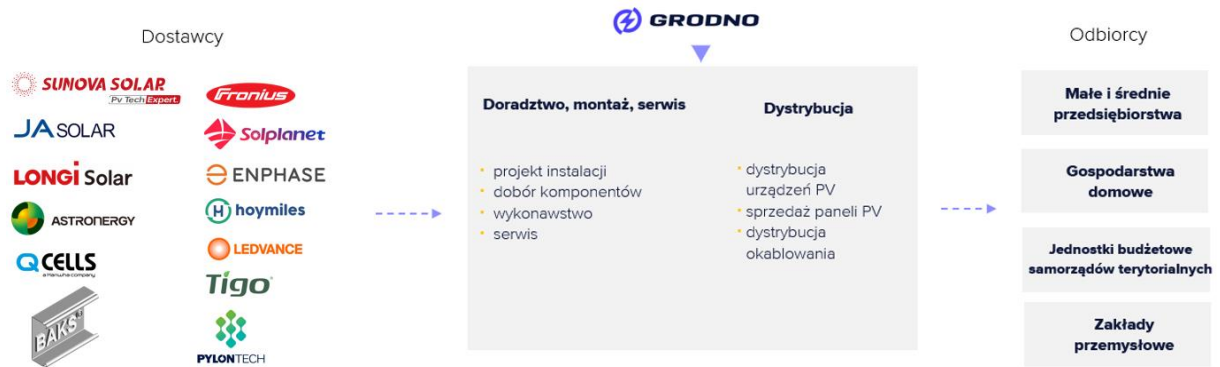 Dostawcy
SUNOVA SOLAR
Pv Tech Expert.
JA SOLAR
LONGi Solar
ASTRONERGY
Q CELLS
a Hanwha company
BAKS
Fronius
Solplanet
ENPHASE
H hoymiles
LEDVANCE
Tigo
PYLONTECH
GRODNO
Doradztwo, montaż, serwis
• projekt instalacji
• dobór komponentów
• wykonawstwo
• serwis
Dystrybucja
• dystrybucja
urządzeń PV
• sprzedaż paneli PV
• dystrybucja
okablowania
Odbiorcy
Małe i średnie
przedsiębiorstwa
Gospodarstwa
domowe
Jednostki budżetowe
samorządów terytorialnych
Zakłady
przemysłowe